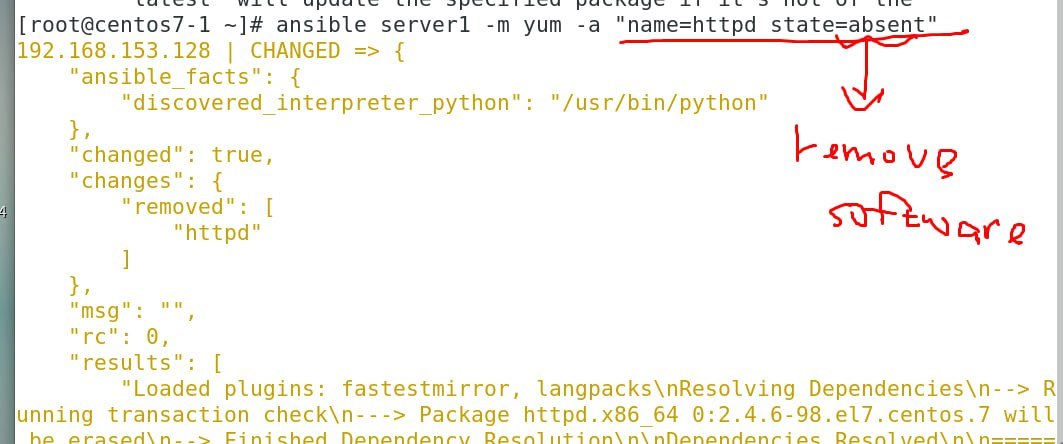 latest' will update the specified package if it's not of the
[root@centos7-1 ~]# ansible server1 -m yum -a "name=httpd state=absent"
192.168.153.128 | CHANGED => {
    "ansible_facts": {
        "discovered_interpreter_python": "/usr/bin/python"
    },
    "changed": true,
    "changes": {
        "removed": [
            "httpd"
        ]
    },
    "msg": "",
    "rc": 0,
    "results": [
        "Loaded plugins: fastestmirror, langpacks\nResolving Dependencies\n--> R
unning transaction check\n---> Package httpd.x86_64 0:2.4.6-98.el7.centos.7 will
 be erased\n--> Finished Dependency Resolution\n\nDependencies Resolved\n\n=====
remove
software
4